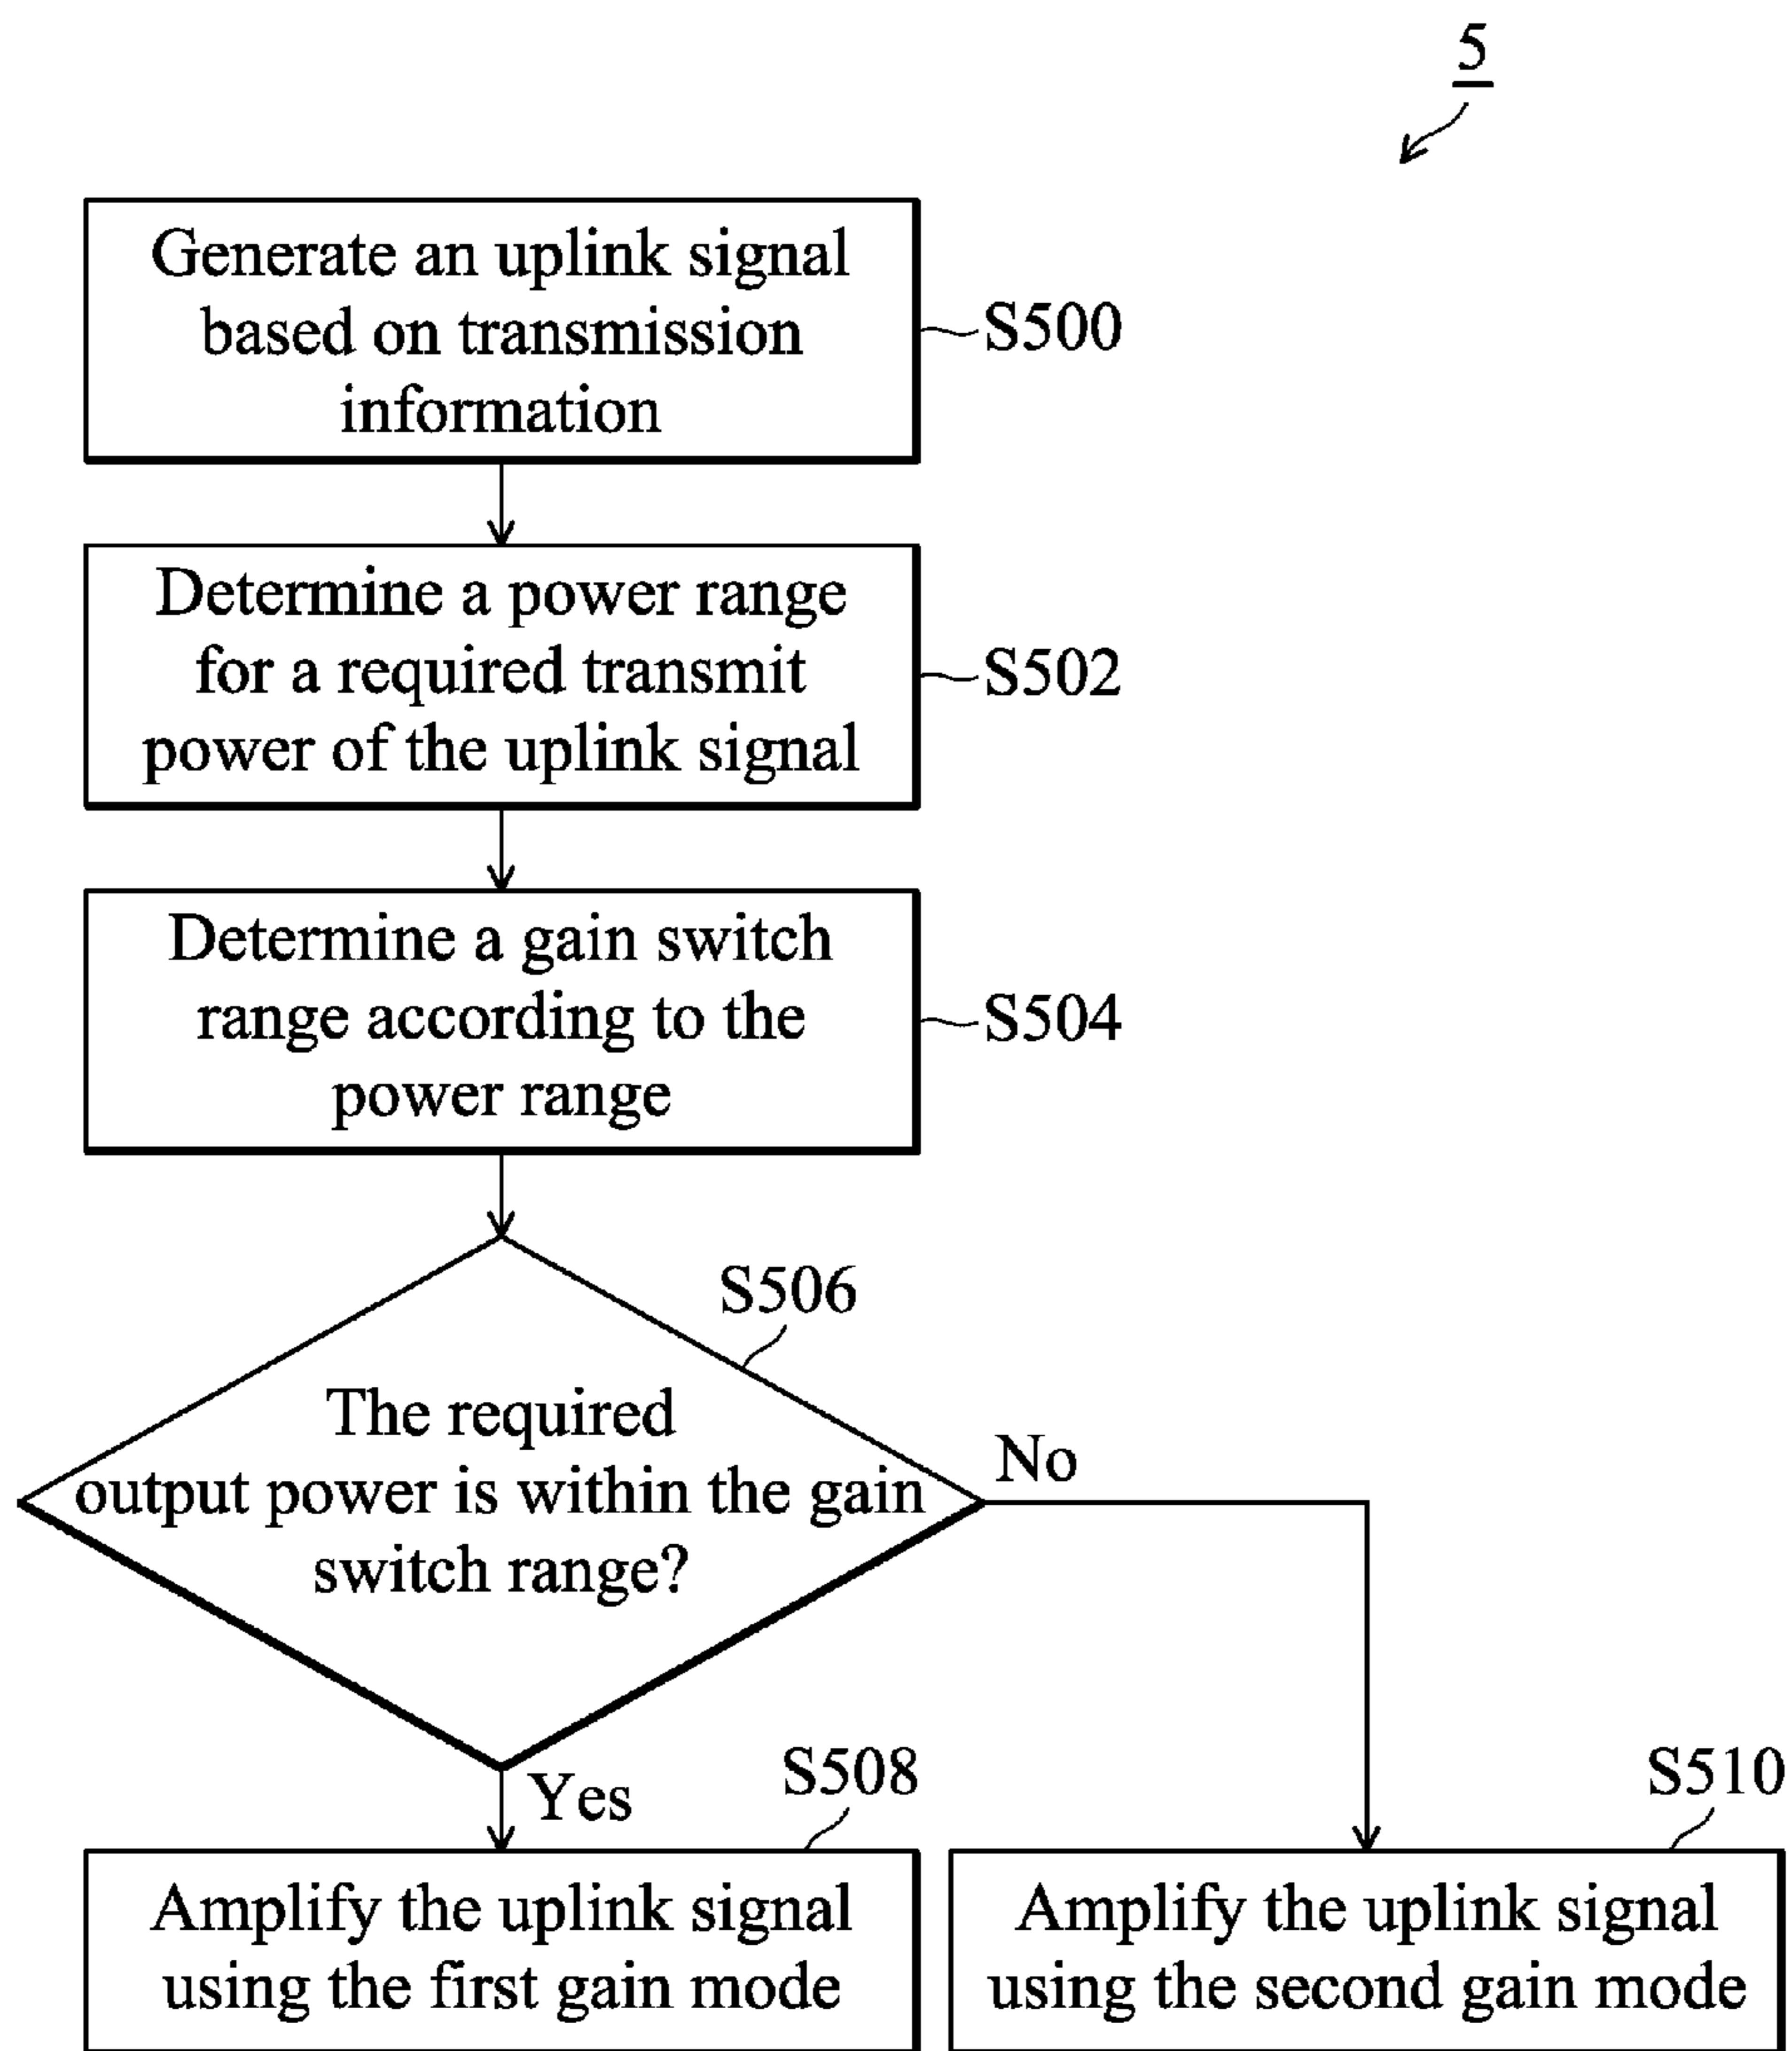 5
Generate an uplink signal
based on transmission
information
S500
Determine a power range
for a required transmit
power of the uplink signal
S502
Determine a gain switch
range according to the
power range
S504
S506
The required
output power is within the gain
switch range?
No
Yes
S508
Amplify the uplink signal
using the first gain mode
S510
Amplify the uplink signal
using the second gain mode